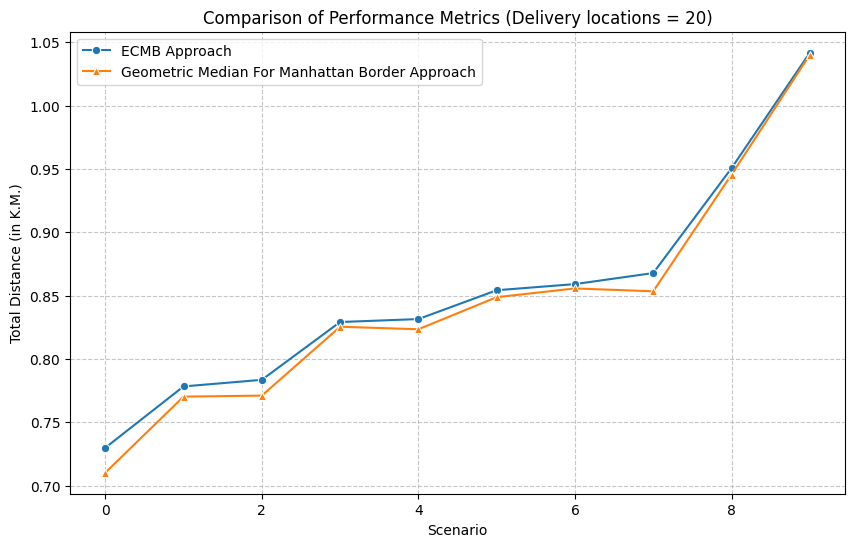 Comparison of Performance Metrics (Delivery locations = 20)
ECMB Approach
Geometric Median For Manhattan Border Approach
Total Distance (in K.M.)
1.05
1.00
0.95
0.90
0.85
0.80
0.75
0.70
0 2 4 6 8
Scenario